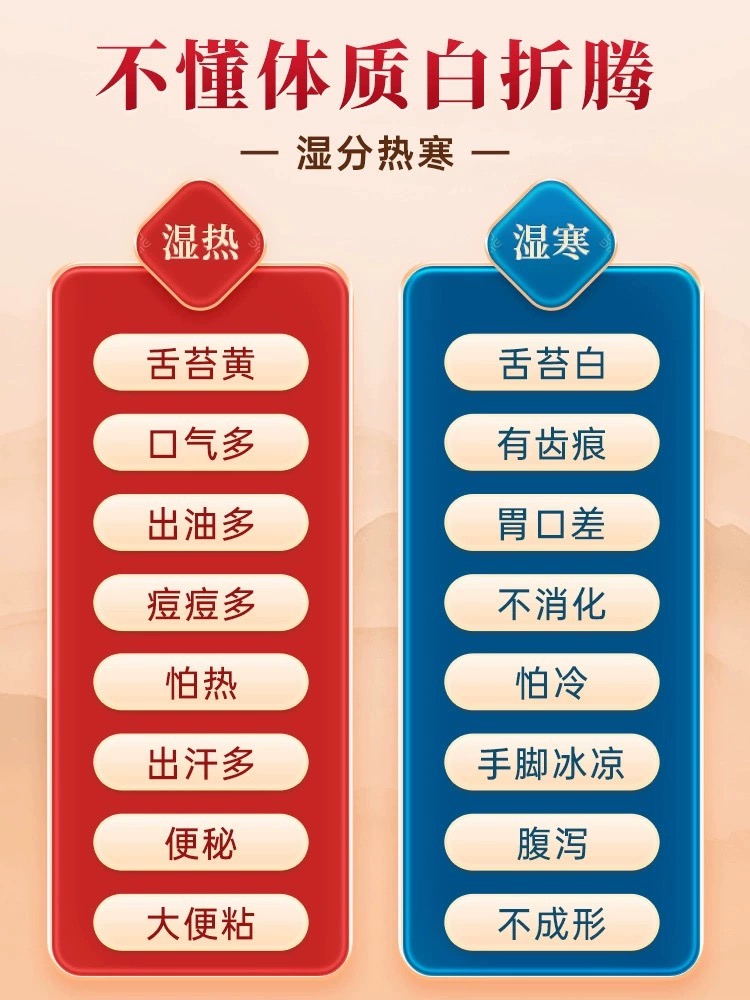 不懂体质白折腾
— 湿分热寒 —
湿热
舌苔黄
口气多
出油多
痘痘多
怕热
出汗多
便秘
大便粘
湿寒
舌苔白
有齿痕
胃口差
不消化
怕冷
手脚冰凉
腹泻
不成形